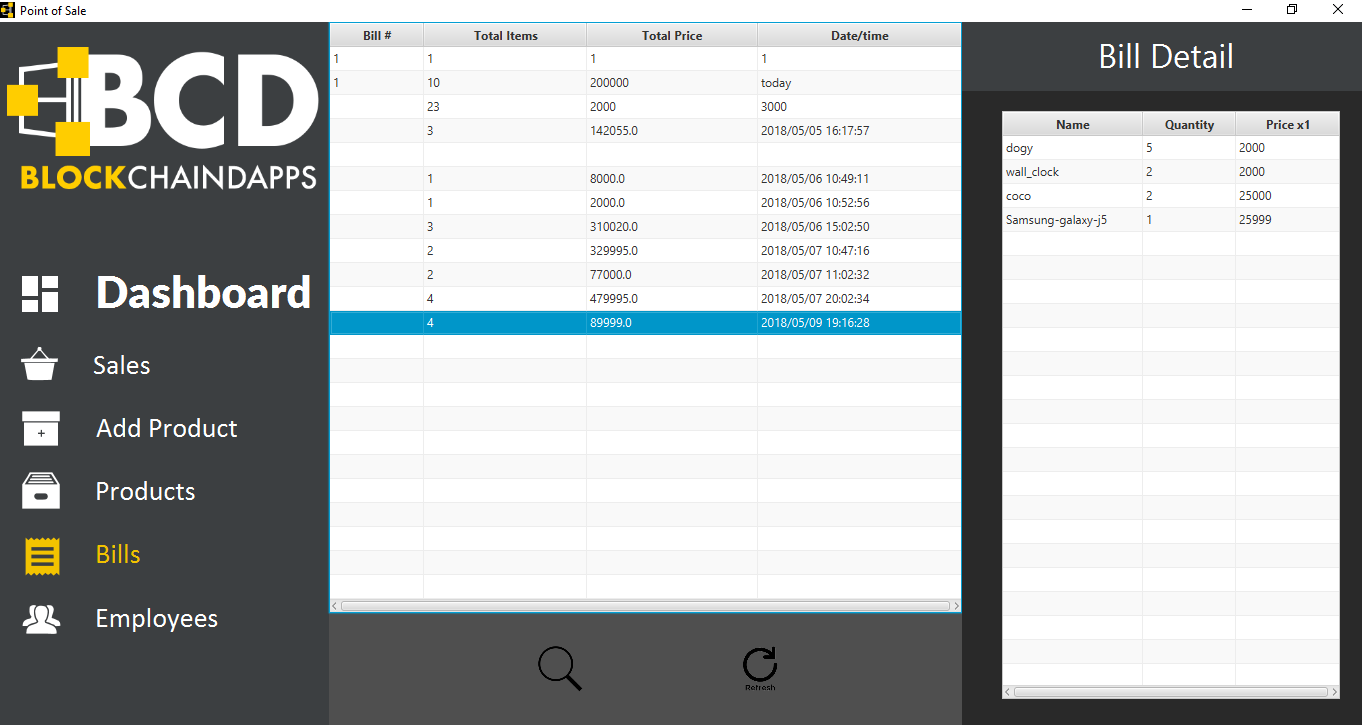 Point of Sale
BCD
BLOCKCHAINDAPPS
Dashboard
Sales
Add Product
Products
Bills
Employees
Bill # Total Items Total Price Date/time
1 1 1 1
1 10 200000 today
23 2000 3000
3 142055.0 2018/05/05 16:17:57
1 8000.0 2018/05/06 10:49:11
1 2000.0 2018/05/06 10:52:56
3 310020.0 2018/05/06 15:02:50
2 329995.0 2018/05/07 10:47:16
2 77000.0 2018/05/07 11:02:32
4 479995.0 2018/05/07 20:02:34
4 89999.0 2018/05/09 19:16:28
Refresh
Bill Detail
Name Quantity Price x1
dogy 5 2000
wall_clock 2 2000
coco 2 25000
Samsung-galaxy-j5 1 25999